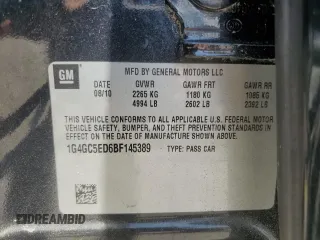 GM
MFD BY GENERAL MOTORS LLC
DATE GVWR GAWR FRT GAWR RR
08/10 2265 KG 1180 KG 1085 KG
4994 LB 2602 LB 2392 LB
THIS VEHICLE CONFORMS TO ALL APPLICABLE U.S. FEDERAL MOTOR
VEHICLE SAFETY, BUMPER, AND THEFT PREVENTION STANDARDS IN
EFFECT ON THE DATE OF MANUFACTURE SHOWN ABOVE.
1G4GC5ED6BF145389 TYPE: PASS CAR
EPICARBID